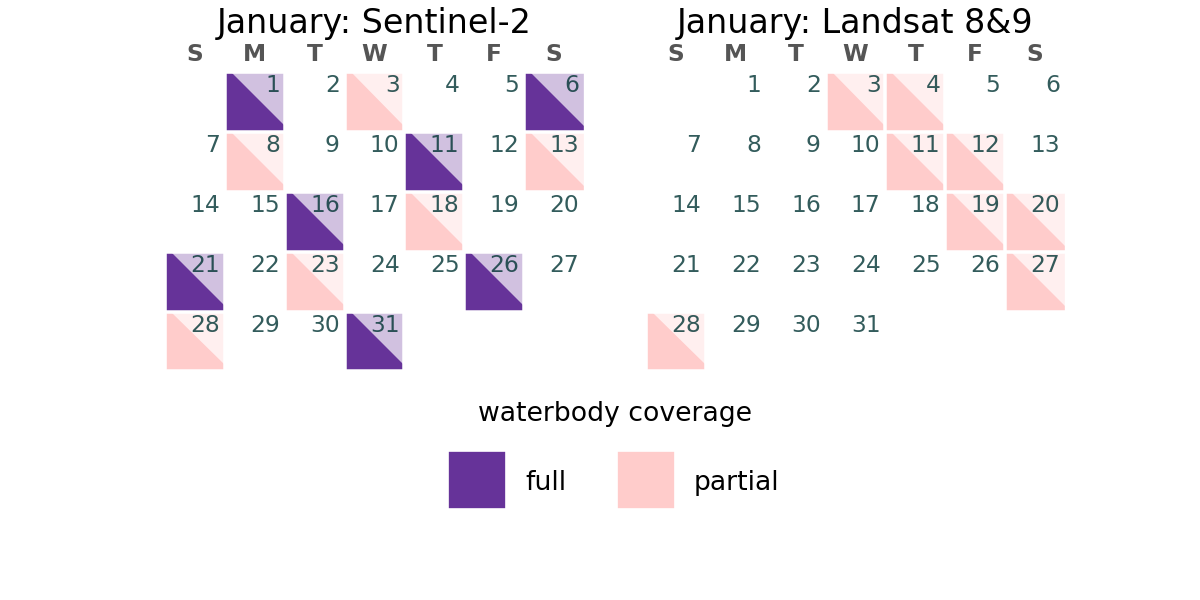 January: Sentinel-2
S M T W T F S
1 2 3 4 5 6
7 8 9 10 11 12 13
14 15 16 17 18 19 20
21 22 23 24 25 26 27
28 29 30 31
January: Landsat 8&9
S M T W T F S
1 2 3 4 5 6
7 8 9 10 11 12 13
14 15 16 17 18 19 20
21 22 23 24 25 26 27
28 29 30 31
waterbody coverage
full partial